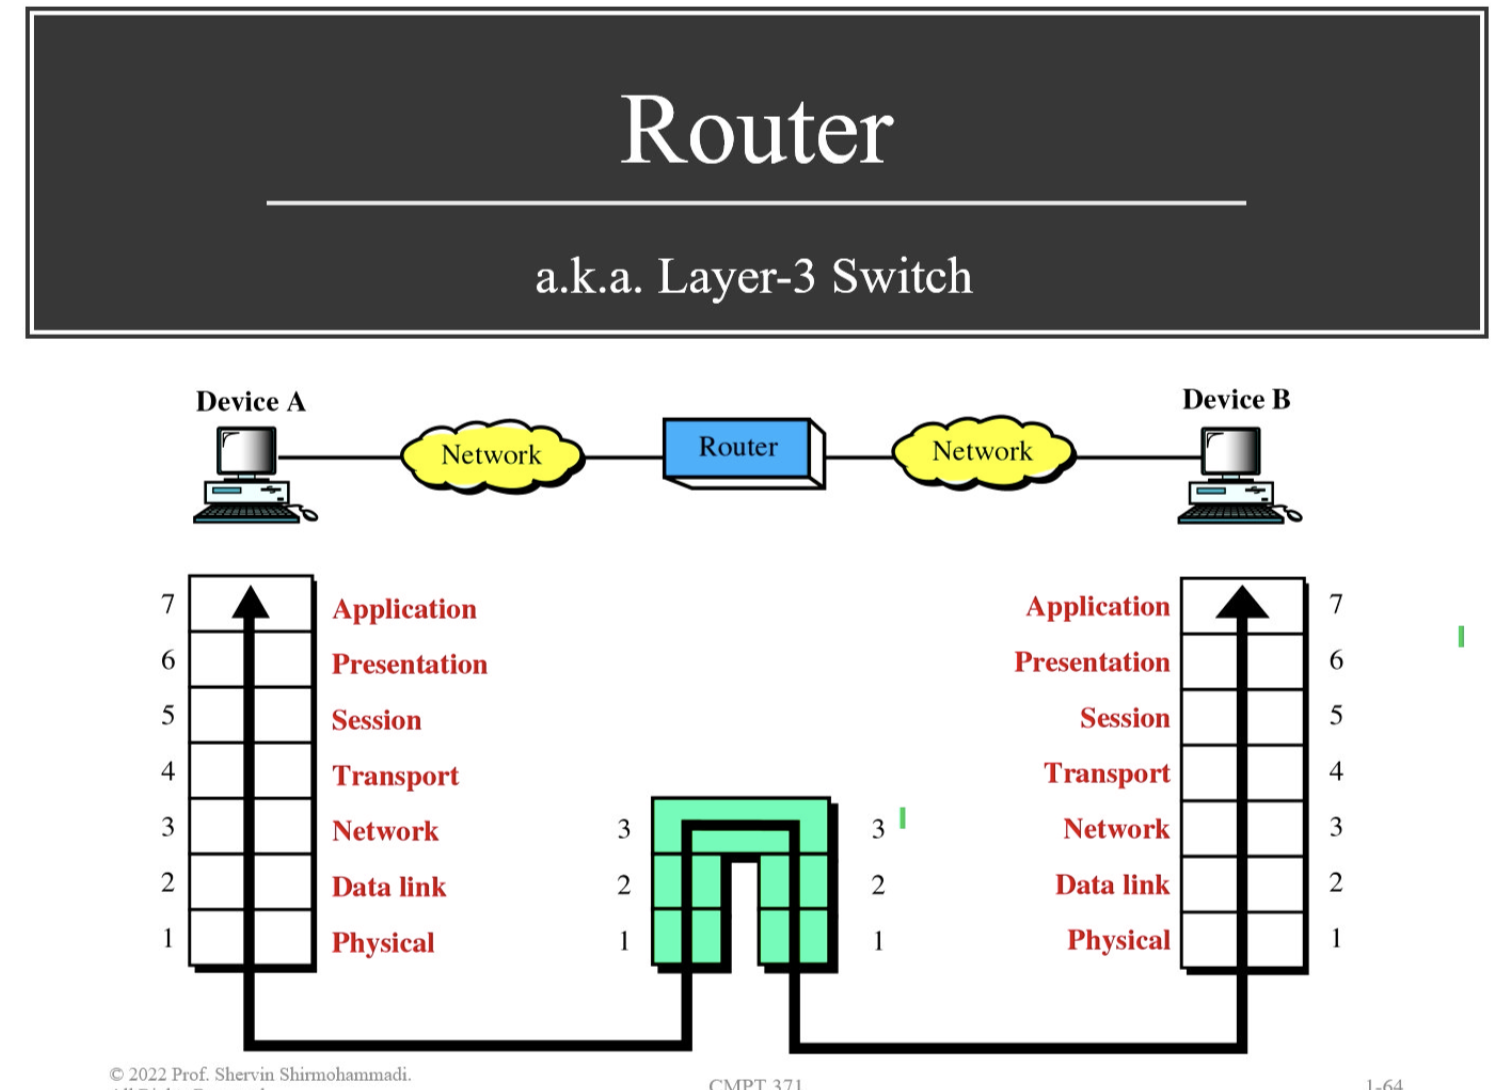 Router
a.k.a. Layer-3 Switch
Device A
Device B
Network
Router
Network
7 Application
6 Presentation
5 Session
4 Transport
3 Network
2 Data link
1 Physical
3 3
2 2
1 1
Application 7
Presentation 6
Session 5
Transport 4
Network 3
Data link 2
Physical 1
© 2022 Prof. Shervin Shirmohammadi.
CMPT 371
1-64